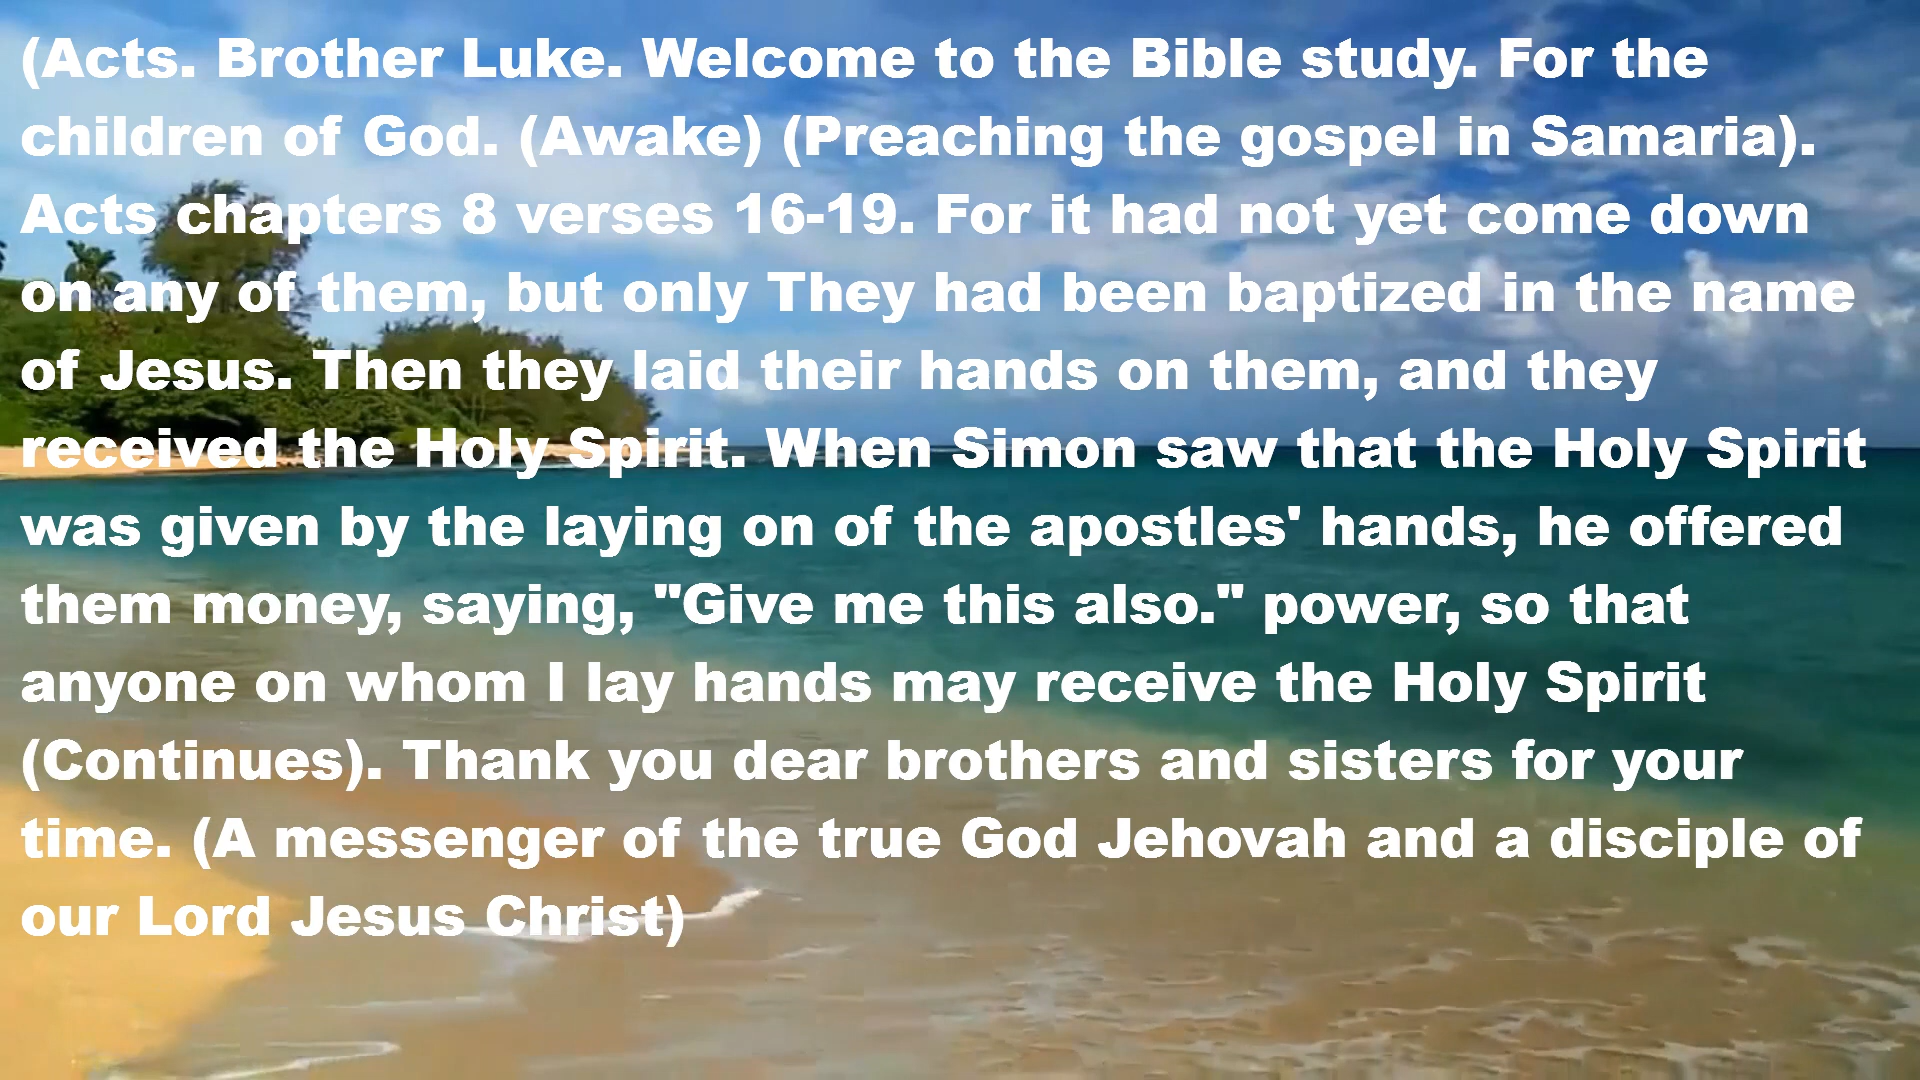 (Acts. Brother Luke. Welcome to the Bible study. For the
children of God. (Awake) (Preaching the gospel in Samaria).
Acts chapters 8 verses 16-19. For it had not yet come down
on any of them, but only They had been baptized in the name
of Jesus. Then they laid their hands on them, and they
received the Holy Spirit. When Simon saw that the Holy Spirit
was given by the laying on of the apostles' hands, he offered
them money, saying, "Give me this also." power, so that
anyone on whom I lay hands may receive the Holy Spirit
(Continues). Thank you dear brothers and sisters for your
time. (A messenger of the true God Jehovah and a disciple of
our Lord Jesus Christ)